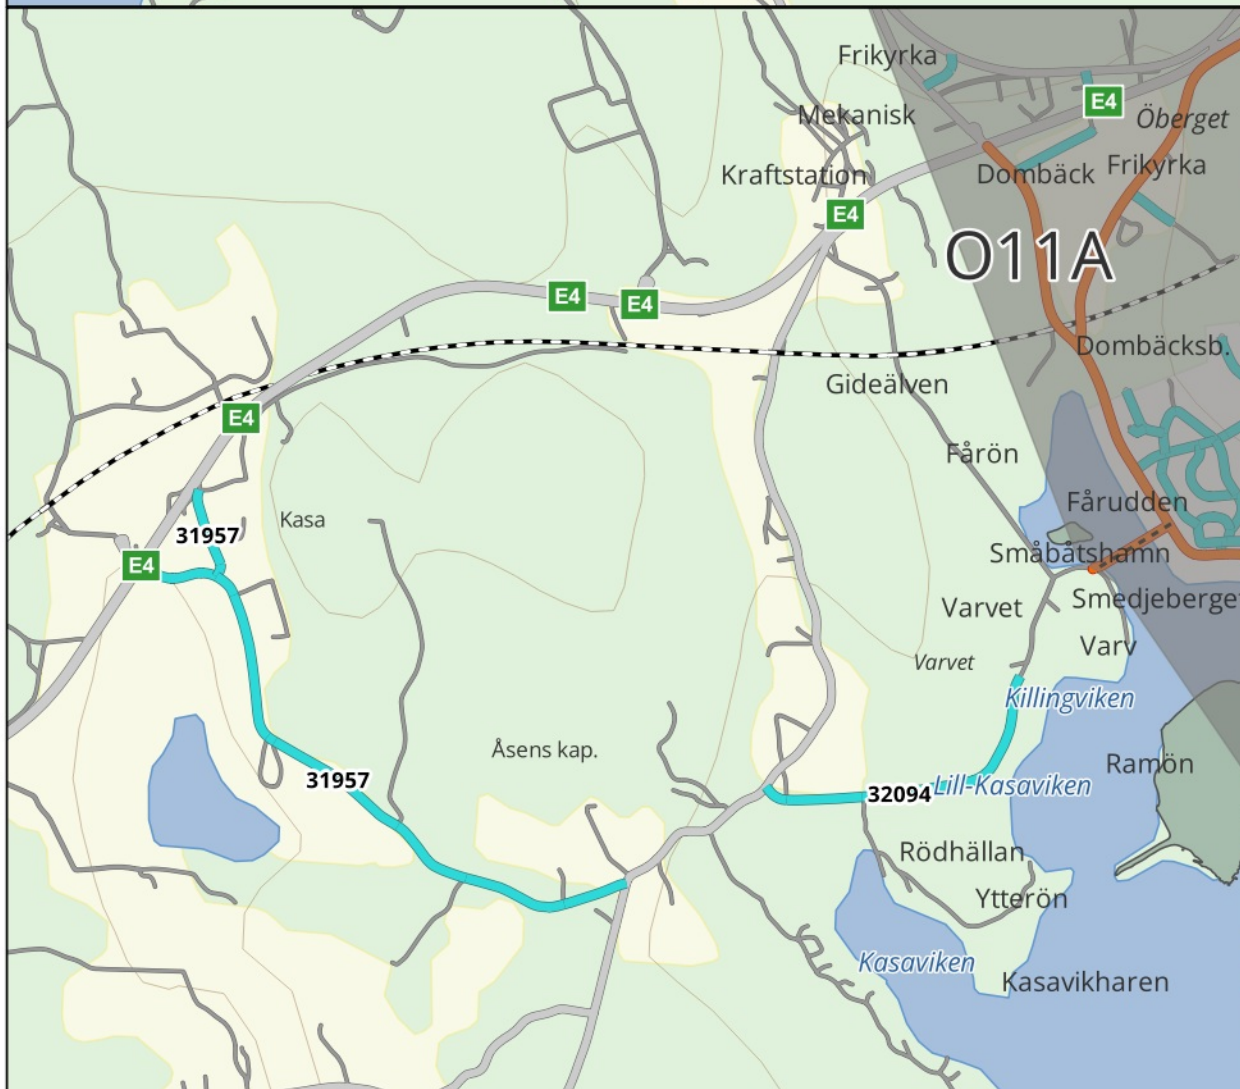 Frikyrka
E4
Mekanisk
Öberget
Kraftstation
Dombäck
Frikyrka
E4
O11A
E4
E4
Dombäcksb.
Gideälven
E4
Fårön
Fårudden
Kasa
31957
Småbåtshamn
E4
Varvet
Smedjeberget
Varv
Varvet
Killingviken
Åsens kap.
Ramön
31957
Lill-Kasaviken
32094
Rödhällan
Ytterön
Kasaviken
Kasavikharen